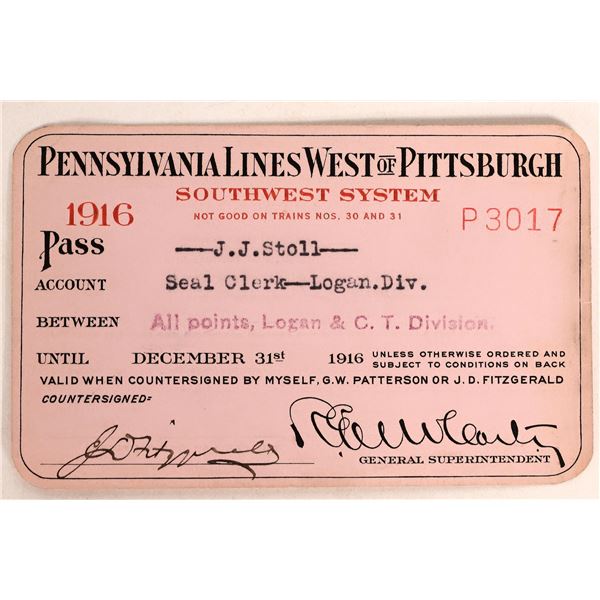 PENNSYLVANIA LINES WEST OF PITTSBURGH
SOUTHWEST SYSTEM
1916 NOT GOOD ON TRAINS NOS. 30 AND 31 P3017
Pass ——J.J.Stoll——
ACCOUNT Seal Clerk—Logan.Div.
BETWEEN All points, Logan & C. T. Division.
UNTIL DECEMBER 31st 1916 UNLESS OTHERWISE ORDERED AND SUBJECT TO CONDITIONS ON BACK
VALID WHEN COUNTERSIGNED BY MYSELF, G.W. PATTERSON OR J.D. FITZGERALD
COUNTERSIGNED=
J D Fitzgerald
GENERAL SUPERINTENDENT